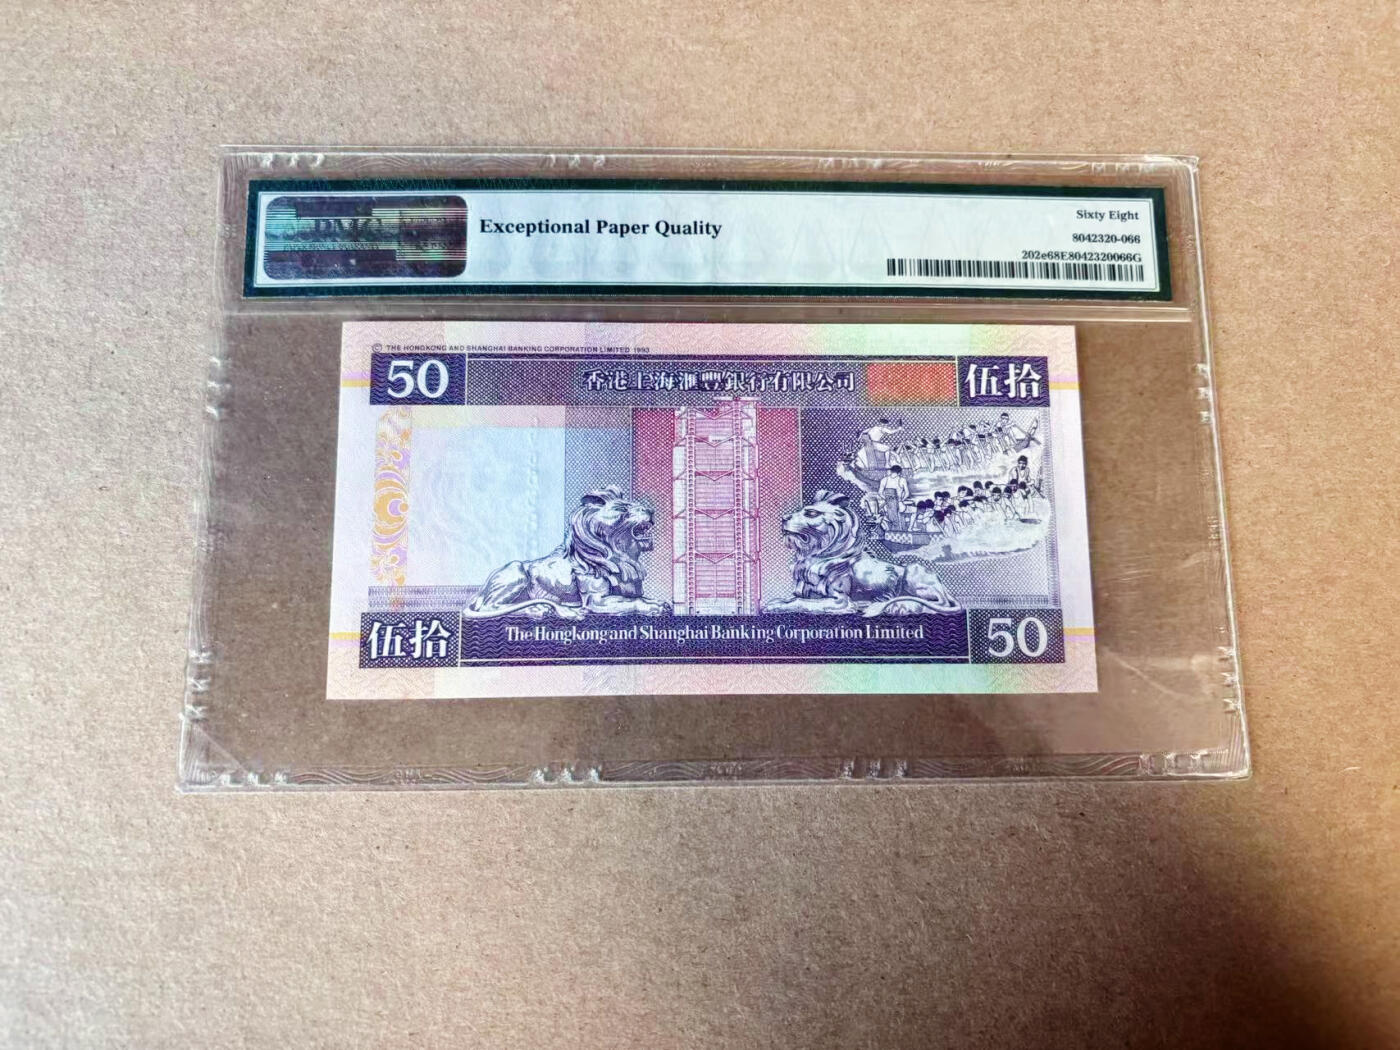 Exceptional Paper Quality
Sixty Eight
8042320-066
202e68E8042320066G
© THE HONGKONG AND SHANGHAI BANKING CORPORATION LIMITED 1993
50
香港上海滙豐銀行有限公司
伍拾
伍拾
The Hongkong and Shanghai Banking Corporation Limited
50